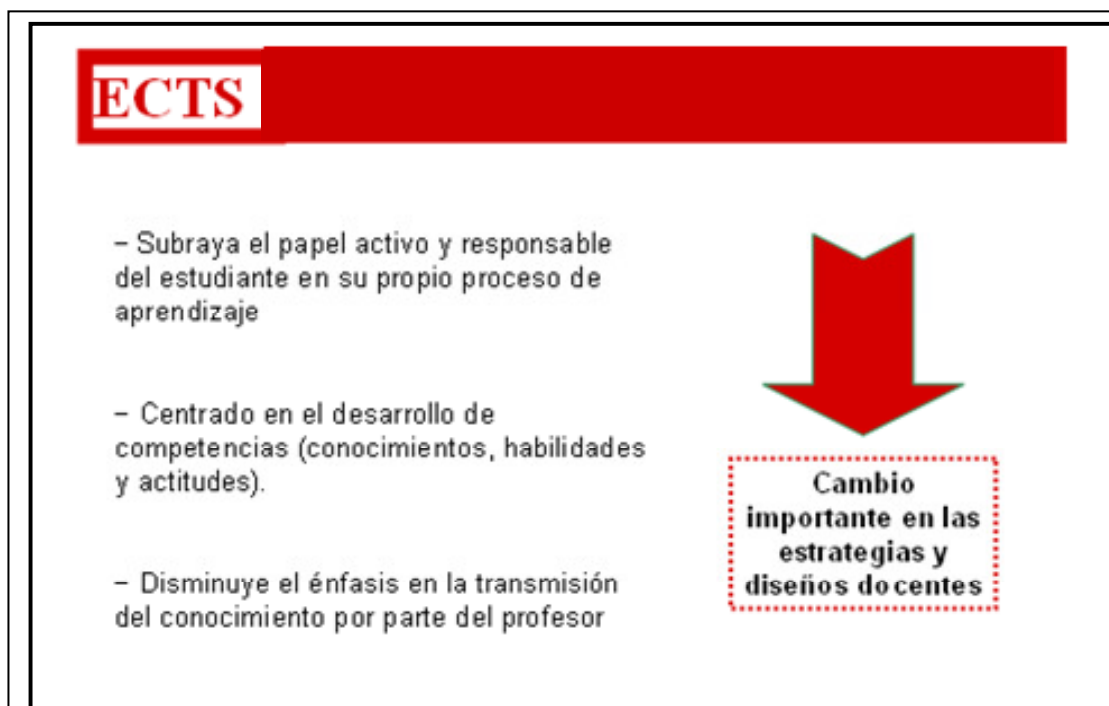 ECTS
– Subraya el papel activo y responsable
del estudiante en su propio proceso de
aprendizaje
– Centrado en el desarrollo de
competencias (conocimientos, habilidades
y actitudes).
– Disminuye el énfasis en la transmisión
del conocimiento por parte del profesor
Cambio
importante en las
estrategias y
diseños docentes